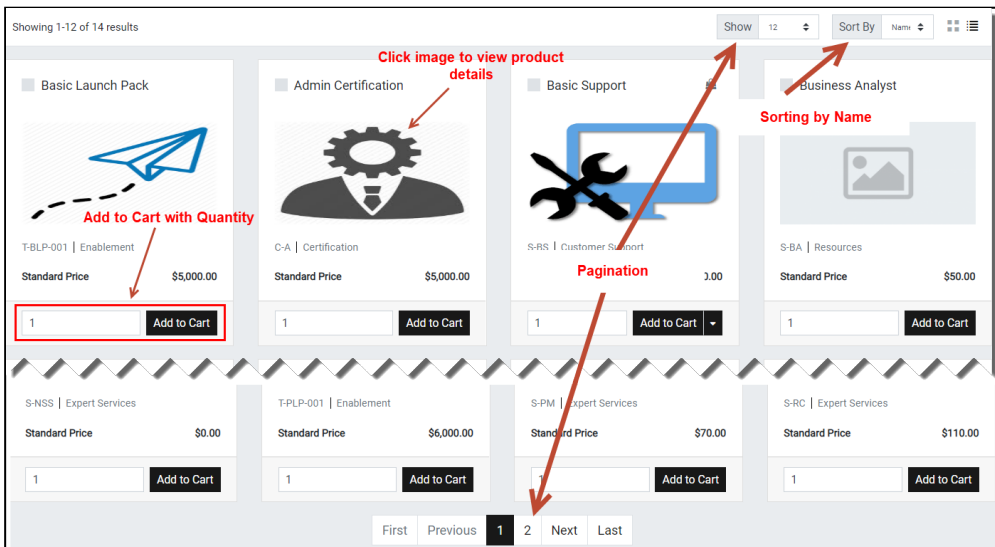 Showing 1-12 of 14 results
Show 12 Sort By
Click image to view product
details
Basic Launch Pack
Admin Certification
Basic Support
Business Analyst
Sorting by Name
Add to Cart with Quantity
T-BLP-001 | Enablement
C-A | Certification
S-BS | Customer Support
S-BA | Resources
Pagination
Standard Price $5,000.00
Standard Price $5,000.00
Standard Price $50.00
1 Add to Cart
1 Add to Cart
1 Add to Cart
1 Add to Cart
S-NSS | Expert Services
T-PLP-001 | Enablement
S-PM | Expert Services
S-RC | Expert Services
Standard Price $0.00
Standard Price $6,000.00
Standard Price $70.00
Standard Price $110.00
1 Add to Cart
1 Add to Cart
1 Add to Cart
1 Add to Cart
First Previous 1 2 Next Last